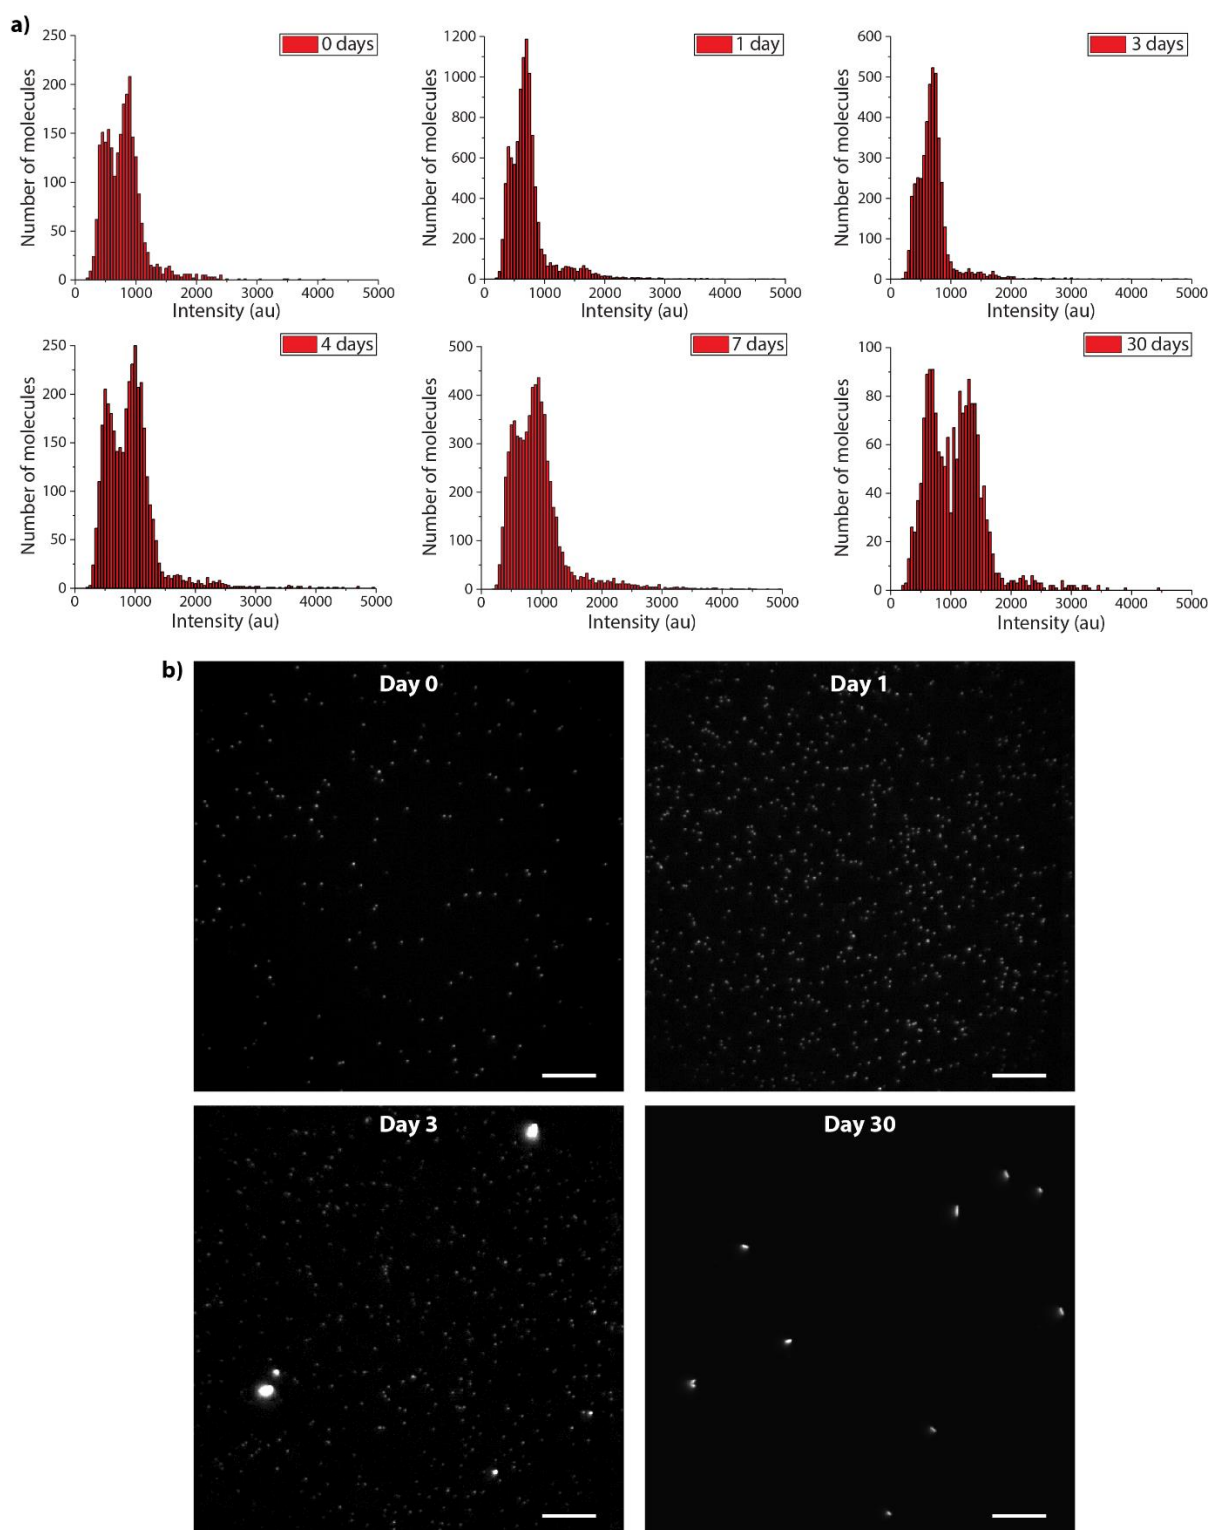 a)
0 days
250
200
150
100
50
0
Number of molecules
0 1000 2000 3000 4000 5000
Intensity (au)
1 day
1200
1000
800
600
400
200
0
Number of molecules
0 1000 2000 3000 4000 5000
Intensity (au)
3 days
600
500
400
300
200
100
0
Number of molecules
0 1000 2000 3000 4000 5000
Intensity (au)
4 days
250
200
150
100
50
0
Number of molecules
0 1000 2000 3000 4000 5000
Intensity (au)
7 days
500
400
300
200
100
0
Number of molecules
0 1000 2000 3000 4000 5000
Intensity (au)
30 days
100
80
60
40
20
0
Number of molecules
0 1000 2000 3000 4000 5000
Intensity (au)
b)
Day 0
Day 1
Day 3
Day 30